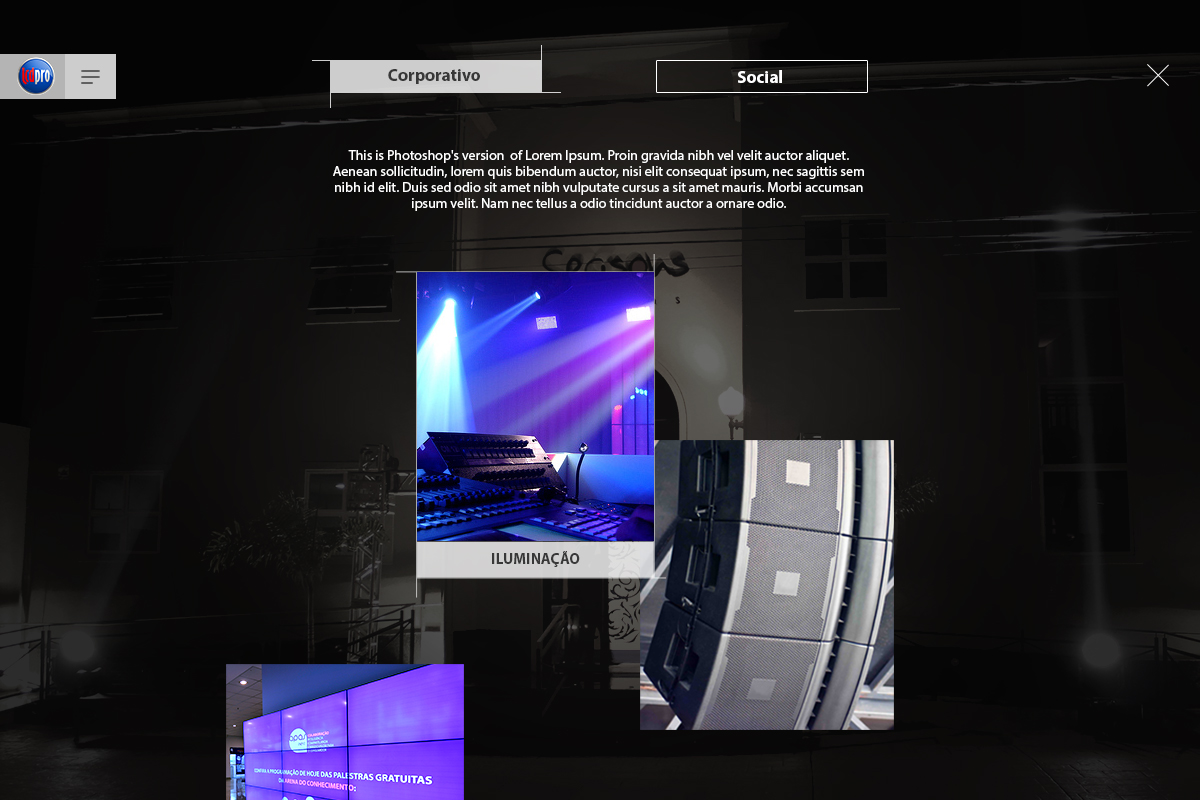 Corporativo
Social
This is Photoshop's version  of Lorem Ipsum. Proin gravida nibh vel velit auctor aliquet.
Aenean sollicitudin, lorem quis bibendum auctor, nisi elit consequat ipsum, nec sagittis sem
nibh id elit. Duis sed odio sit amet nibh vulputate cursus a sit amet mauris. Morbi accumsan
ipsum velit. Nam nec tellus a odio tincidunt auctor a ornare odio.
ILUMINAÇÃO
CONFIRA A PROGRAMAÇÃO DE HOJE DAS PALESTRAS GRATUITAS
DA ARENA DO CONHECIMENTO: